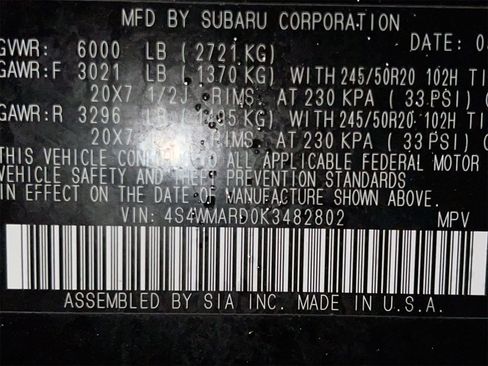 MFD BY SUBARU CORPORATION
GVWR: 6000 LB (2721 KG) DATE:
GAWR:F 3021 LB (1370 KG) WITH 245/50R20 102H
20X7 1/2J RIMS AT 230 KPA (33 PSI)
GAWR:R 3296 LB KG) WITH 245/50R20 102H
20X7 RIMS AT 230 KPA (33 PSI)
THIS VEHICLE TO ALL APPLICABLE FEDERAL MOTOR
VEHICLE SAFETY AND THEFT PREVENTION STANDARDS
IN EFFECT ON THE DATE OF MANUFACTURE SHOWN ABOVE.
VIN: 4S4WMARD0K3482802 MPV
ASSEMBLED BY SIA INC. MADE IN U.S.A.